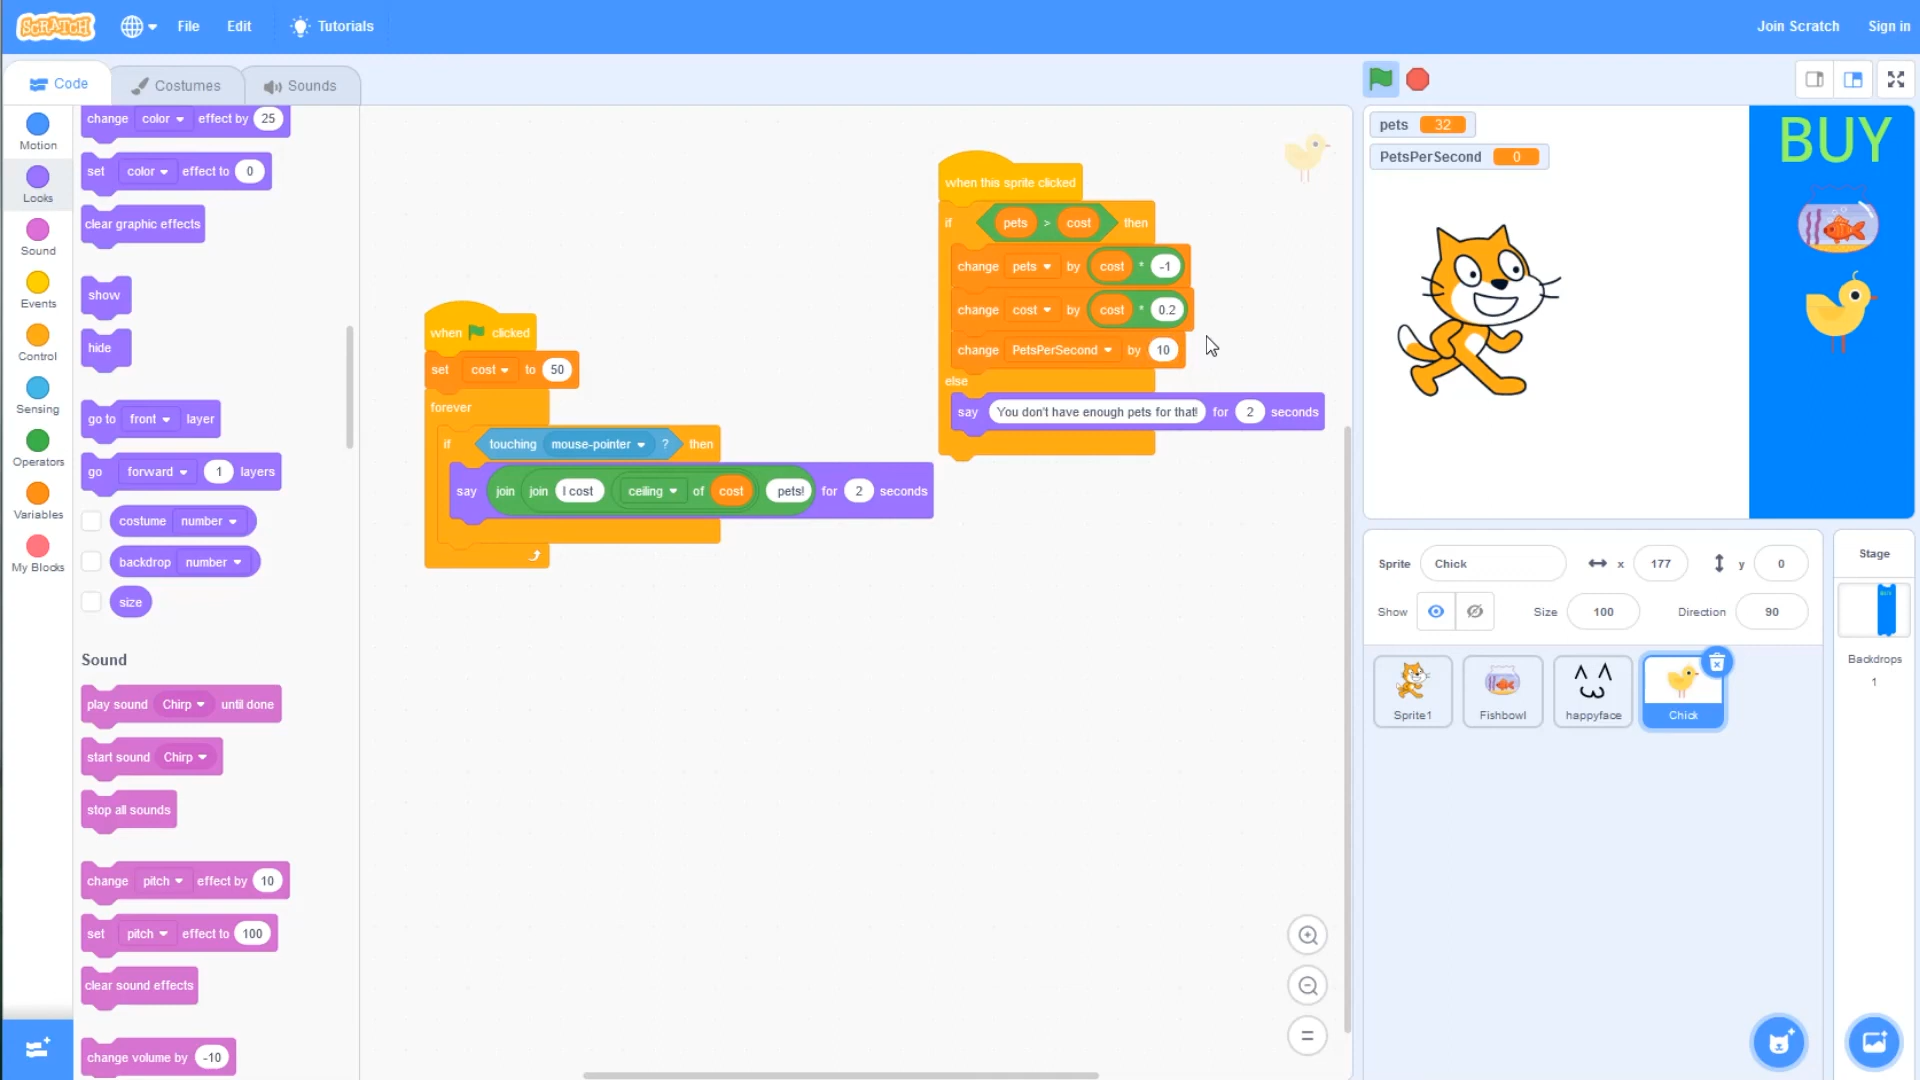 SCRATCH
File
Edit
Tutorials
Join Scratch
Sign in
Code
Costumes
Sounds
Motion
Looks
Sound
Events
Control
Sensing
Operators
Variables
My Blocks
change color effect by 25
set color effect to 0
clear graphic effects
show
hide
go to front layer
go forward 1 layers
costume number
backdrop number
size
Sound
play sound Chirp until done
start sound Chirp
stop all sounds
change pitch effect by 10
set pitch effect to 100
clear sound effects
change volume by -10
when clicked
set cost to 50
forever
if touching mouse-pointer ? then
say join join I cost ceiling of cost pets! for 2 seconds
when this sprite clicked
if pets > cost then
change pets by cost * -1
change cost by cost * 0.2
change PetsPerSecond by 10
else
say You don't have enough pets for that! for 2 seconds
pets 32
PetsPerSecond 0
BUY
Sprite Chick x 177 y 0
Show Size 100 Direction 90
Sprite1
Fishbowl
happyface
Chick
Stage
BUY
Backdrops
1